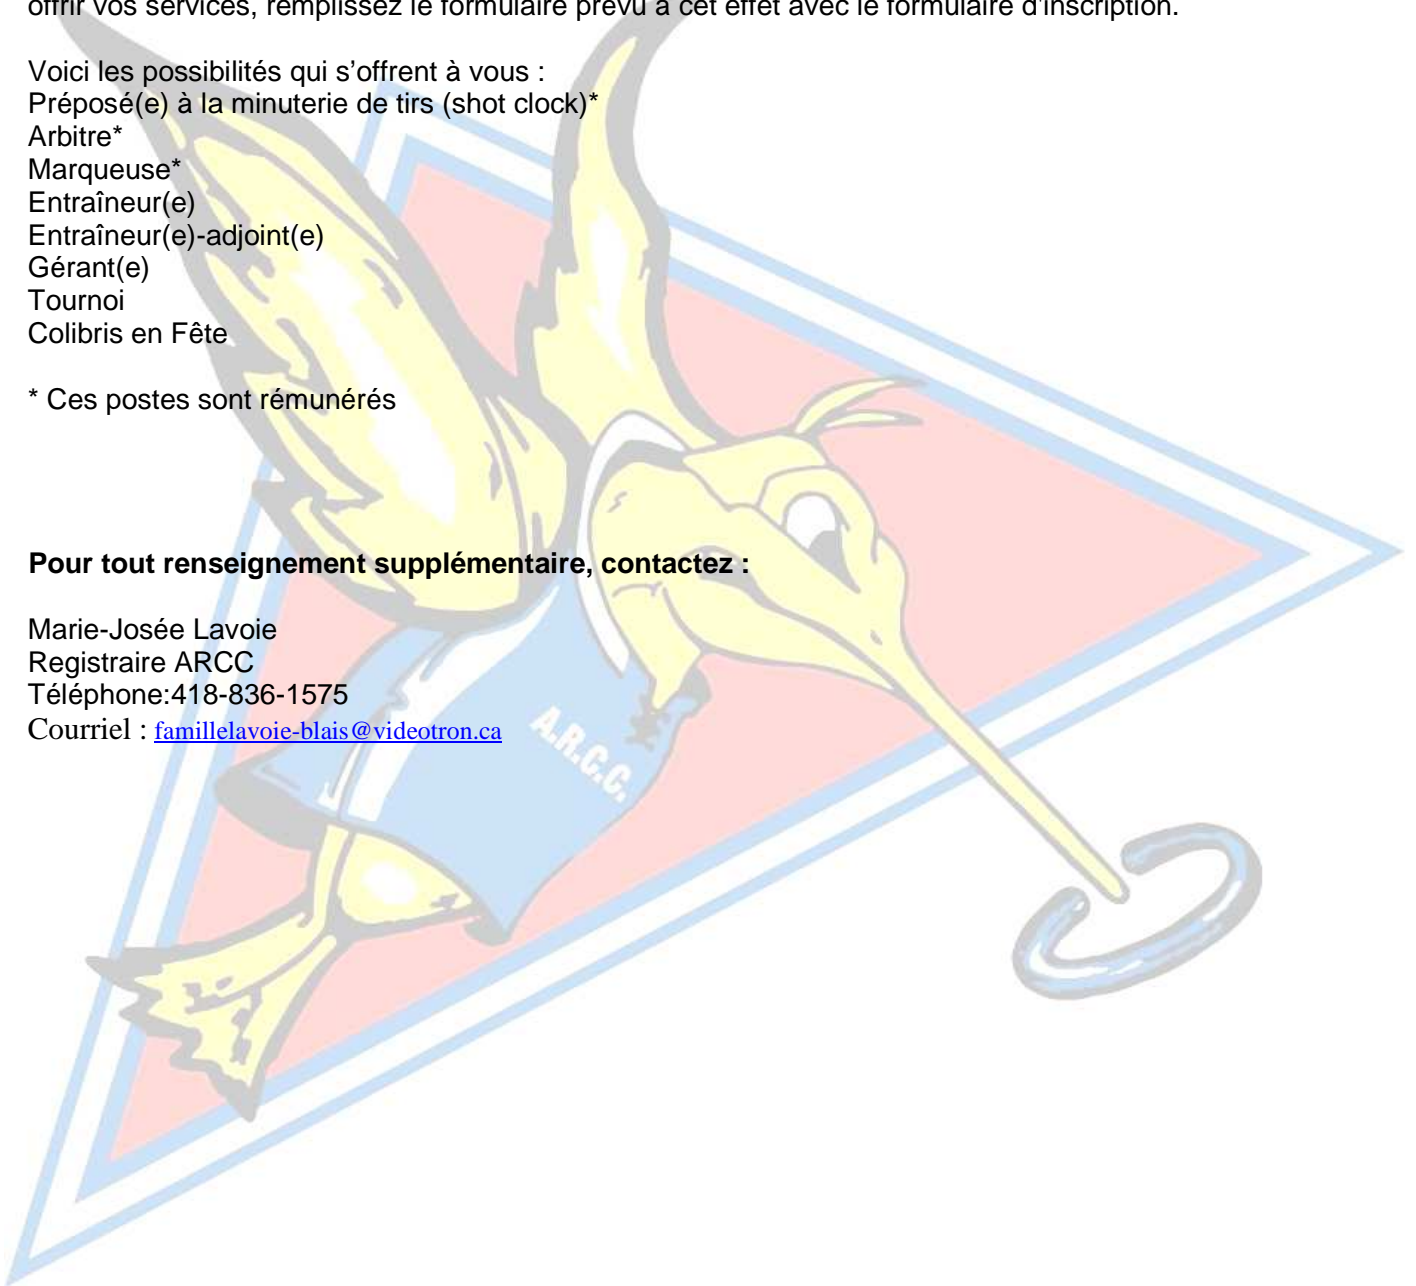 offrir vos services, remplissez le formulaire prévu à cet effet avec le formulaire d'inscription.
Voici les possibilités qui s'offrent à vous :
Préposé(e) à la minuterie de tirs (shot clock)*
Arbitre*
Marqueuse*
Entraîneur(e)
Entraîneur(e)-adjoint(e)
Gérant(e)
Tournoi
Colibris en Fête
* Ces postes sont rémunérés
Pour tout renseignement supplémentaire, contactez :
Marie-Josée Lavoie
Registraire ARCC
Téléphone:418-836-1575
Courriel : famillelavoie-blais@videotron.ca
A.R.C.C.